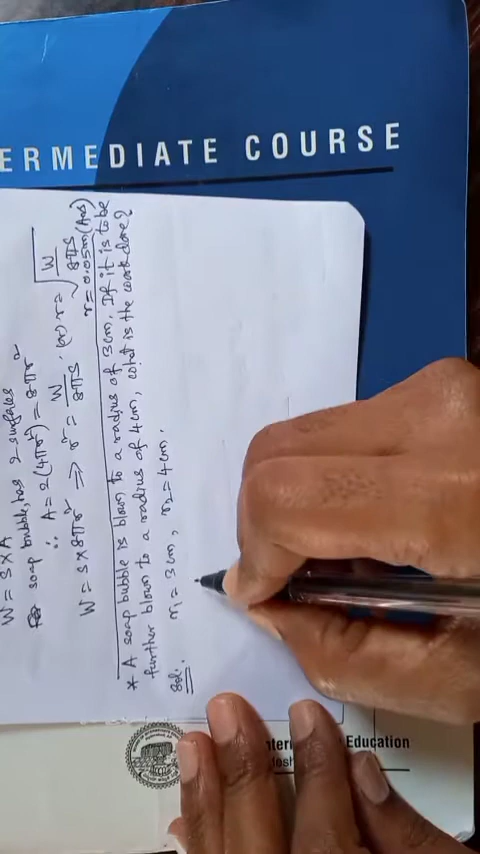 ERMEDIATE COURSE
W = S X A
soap bubble, has 2 surfaces
∴ A = 2(4πr²) = 8πr²
W = S X 8πr² ⟹ r² = W/8πS (or) r = √W/8πS
r = 0.05m (Ans)
* A soap bubble is blown to a radius of 3cm, If it is to be
further blown to a radius of 4cm, what is the work done?
Sol. r₁ = 3cm, r₂ = 4cm.
Education